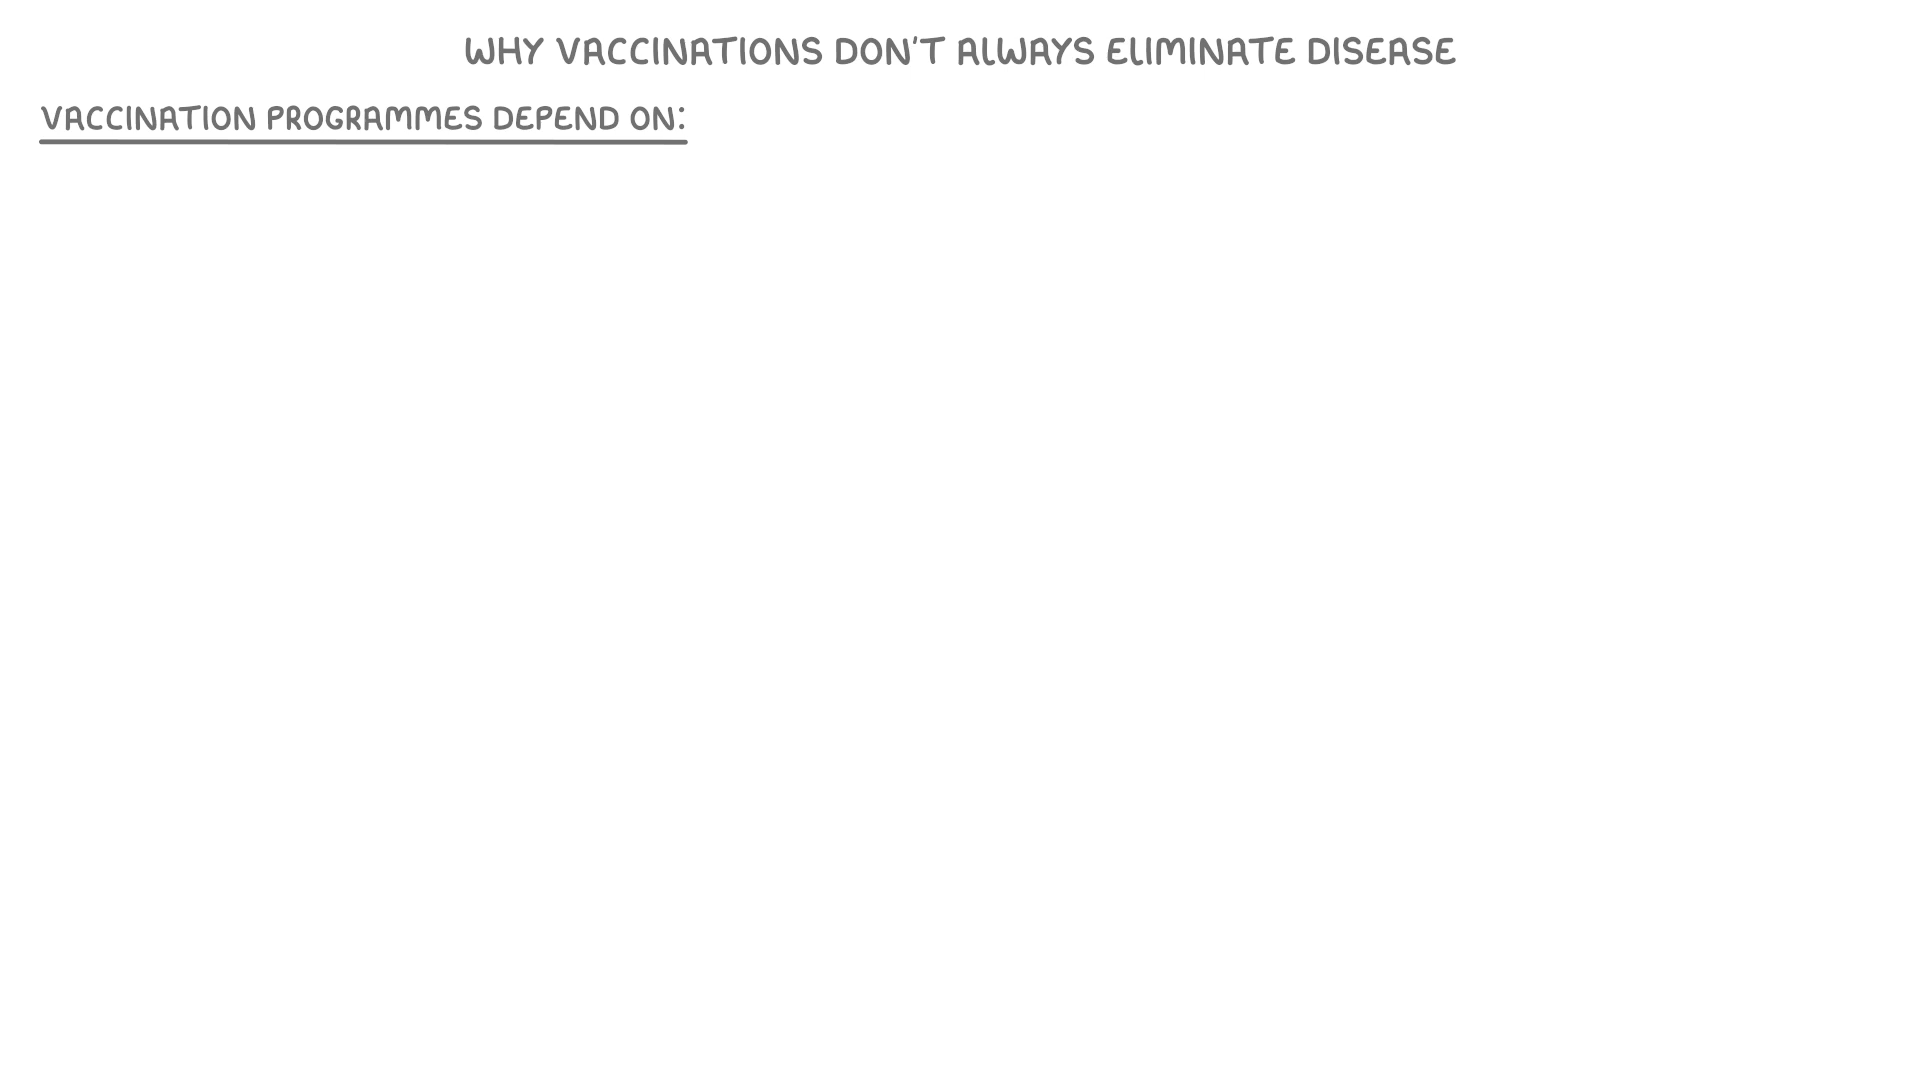 WHY VACCINATIONS DON'T ALWAYS ELIMINATE DISEASE
VACCINATION PROGRAMMES DEPEND ON: